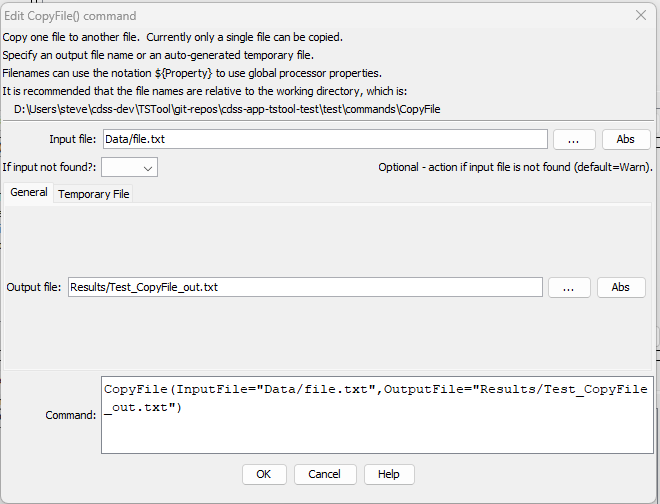 Edit CopyFile() command
Copy one file to another file.  Currently only a single file can be copied.
Specify an output file name or an auto-generated temporary file.
Filenames can use the notation ${Property} to use global processor properties.
It is recommended that the file names are relative to the working directory, which is:
D:\Users\steve\cdss-dev\TSTool\git-repos\cdss-app-tstool-test\test\commands\CopyFile
Input file: Data/file.txt ... Abs
If input not found?: Optional - action if input file is not found (default=Warn).
General Temporary File
Output file: Results/Test_CopyFile_out.txt ... Abs
CopyFile(InputFile="Data/file.txt",OutputFile="Results/Test_CopyFile
Command: _out.txt")
OK Cancel Help